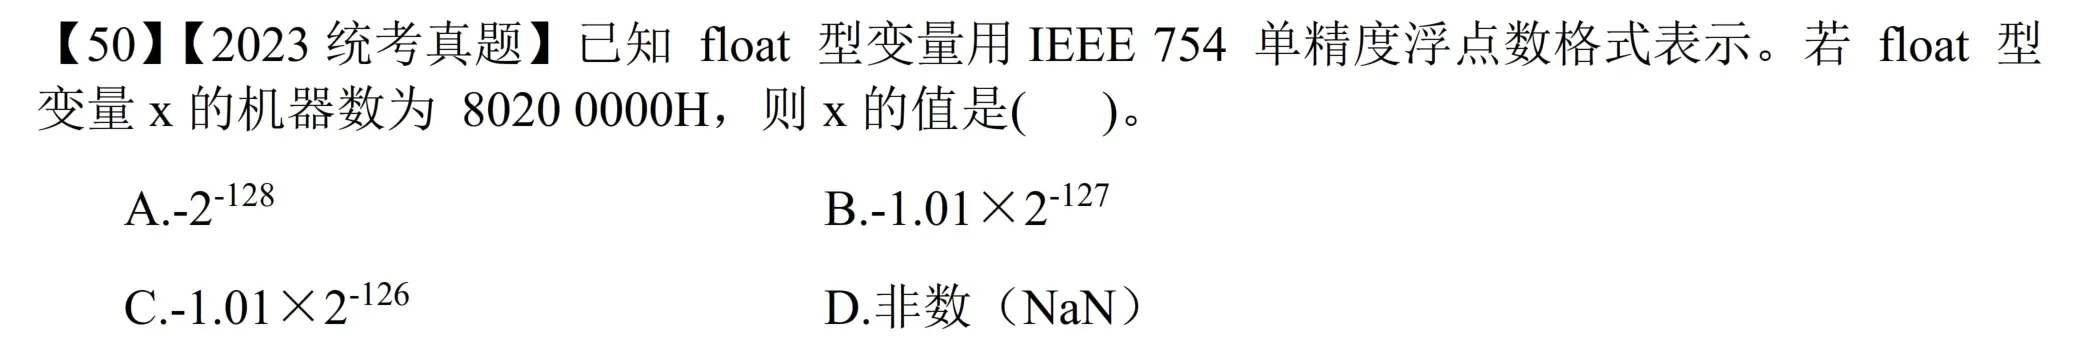 【50】【2023 统考真题】已知 float 型变量用 IEEE 754 单精度浮点数格式表示。若 float 型
变量 x 的机器数为 8020 0000H，则 x 的值是(    )。
A.-2^-128    B.-1.01×2^-127
C.-1.01×2^-126    D.非数（NaN）